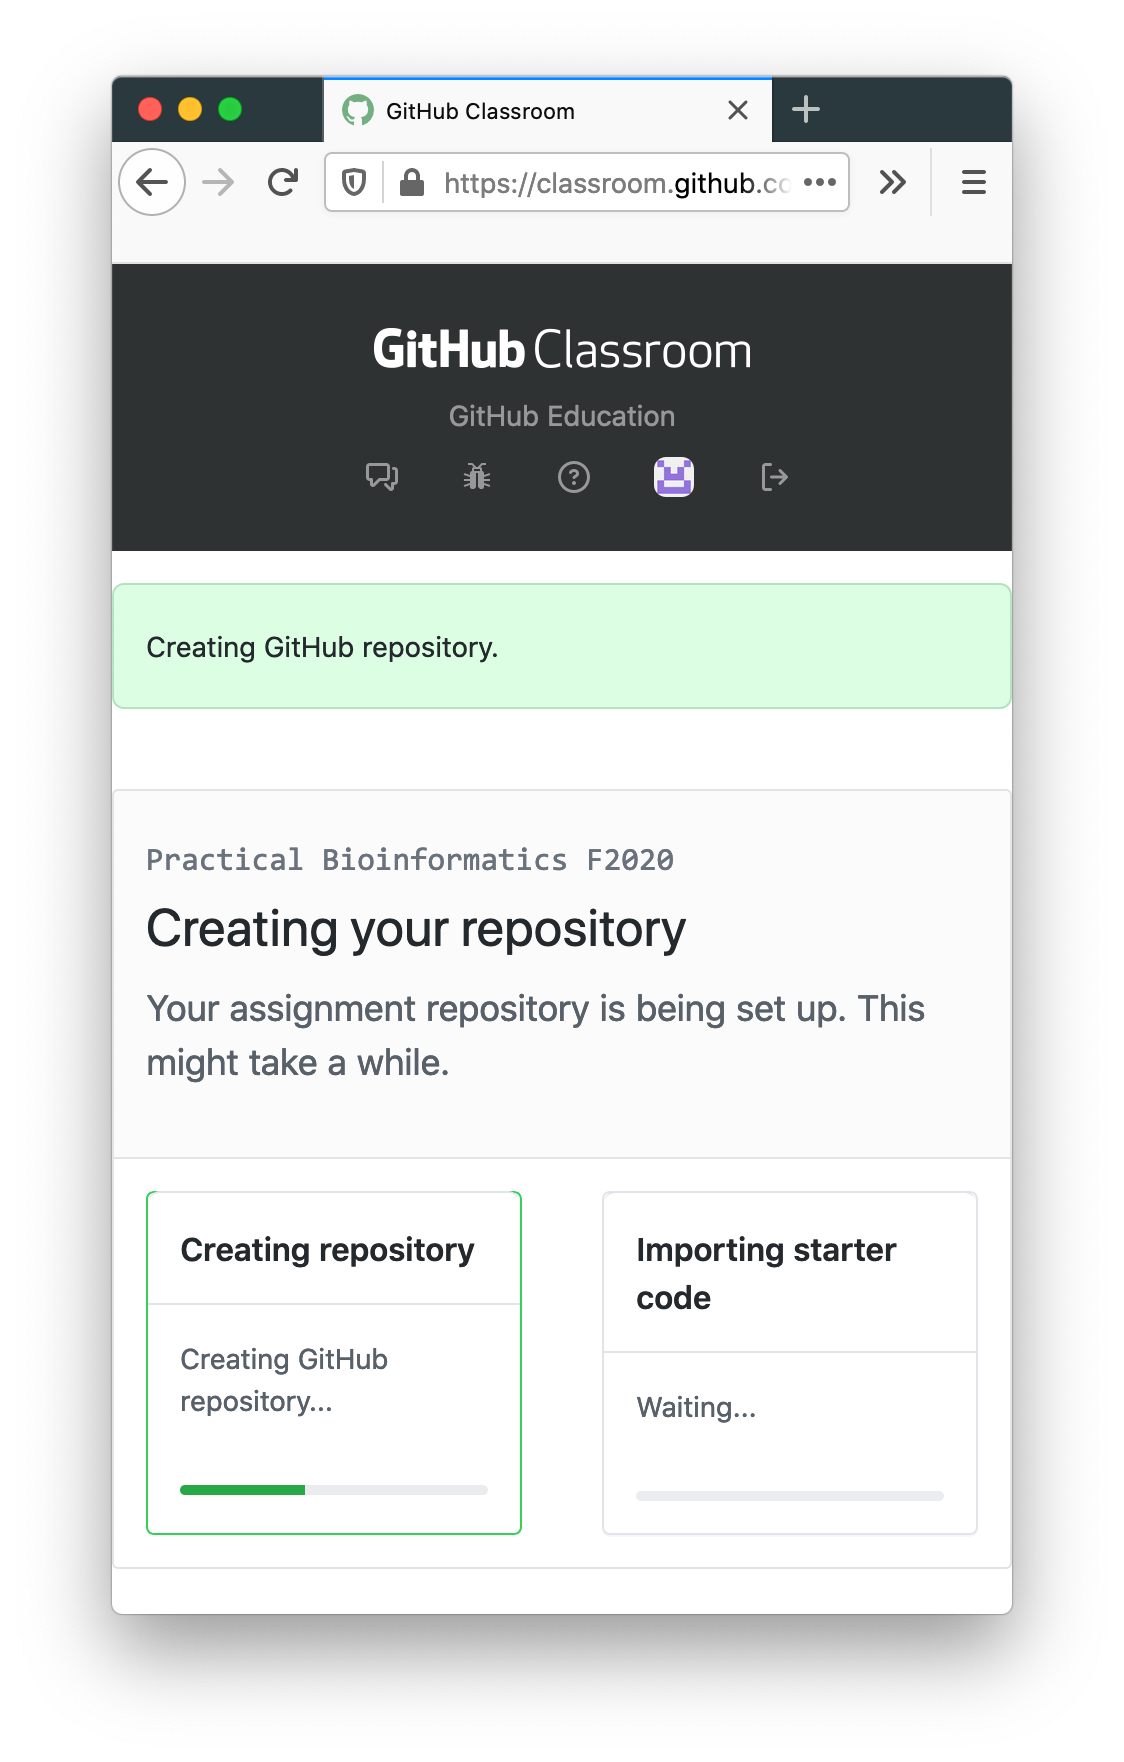 GitHub Classroom
https://classroom.github.co
GitHub Classroom
GitHub Education
Creating GitHub repository.
Practical Bioinformatics F2020
Creating your repository
Your assignment repository is being set up. This
might take a while.
Creating repository
Creating GitHub
repository...
Importing starter
code
Waiting...